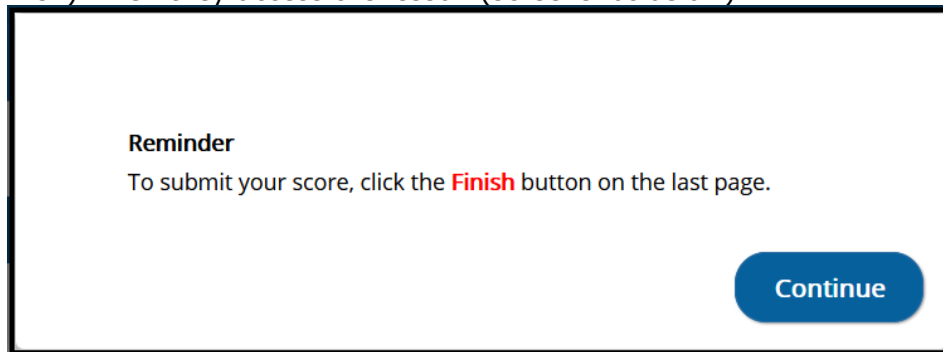 Reminder
To submit your score, click the Finish button on the last page.
Continue